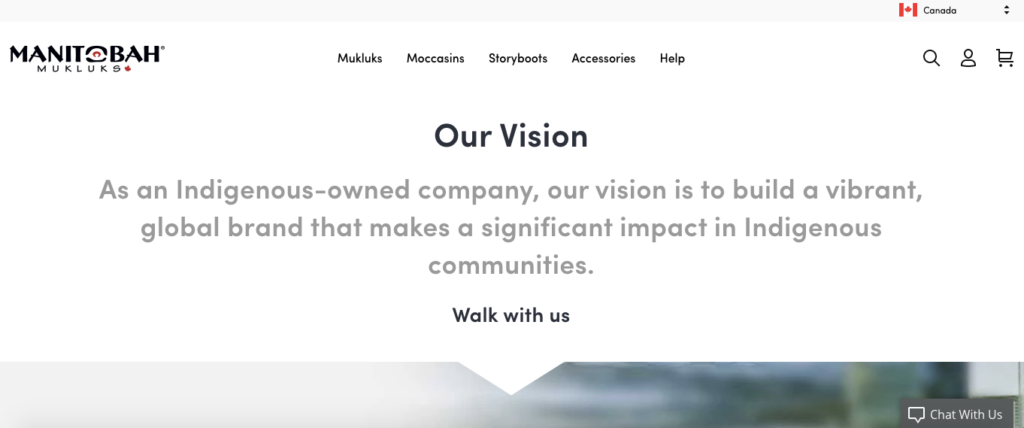 Canada
MANITOBAH®
MUKLUKS
Mukluks Moccasins Storyboots Accessories Help
Our Vision
As an Indigenous-owned company, our vision is to build a vibrant,
global brand that makes a significant impact in Indigenous
communities.
Walk with us
Chat With Us